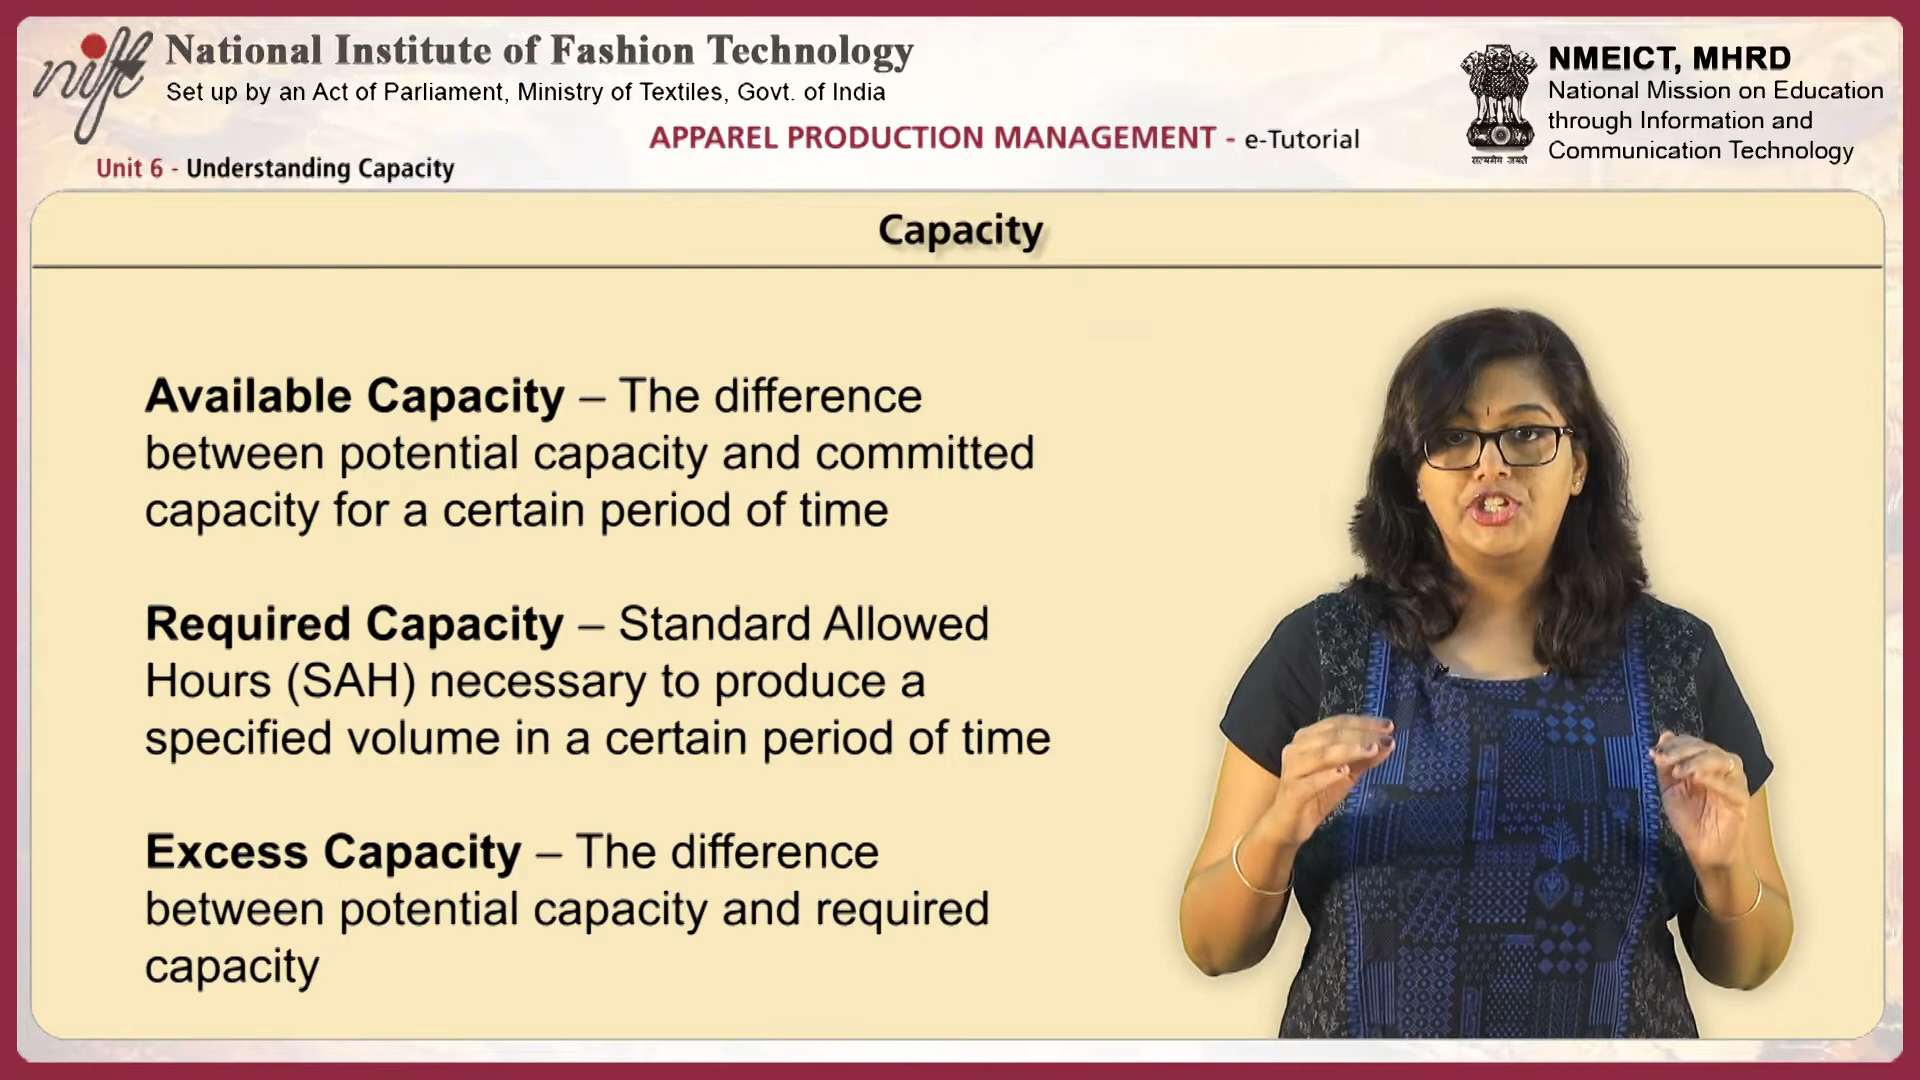 nift
National Institute of Fashion Technology
Set up by an Act of Parliament, Ministry of Textiles, Govt. of India
APPAREL PRODUCTION MANAGEMENT - e-Tutorial
Unit 6 - Understanding Capacity
सत्यमेव जयते
NMEICT, MHRD
National Mission on Education
through Information and
Communication Technology
Capacity
Available Capacity – The difference
between potential capacity and committed
capacity for a certain period of time
Required Capacity – Standard Allowed
Hours (SAH) necessary to produce a
specified volume in a certain period of time
Excess Capacity – The difference
between potential capacity and required
capacity